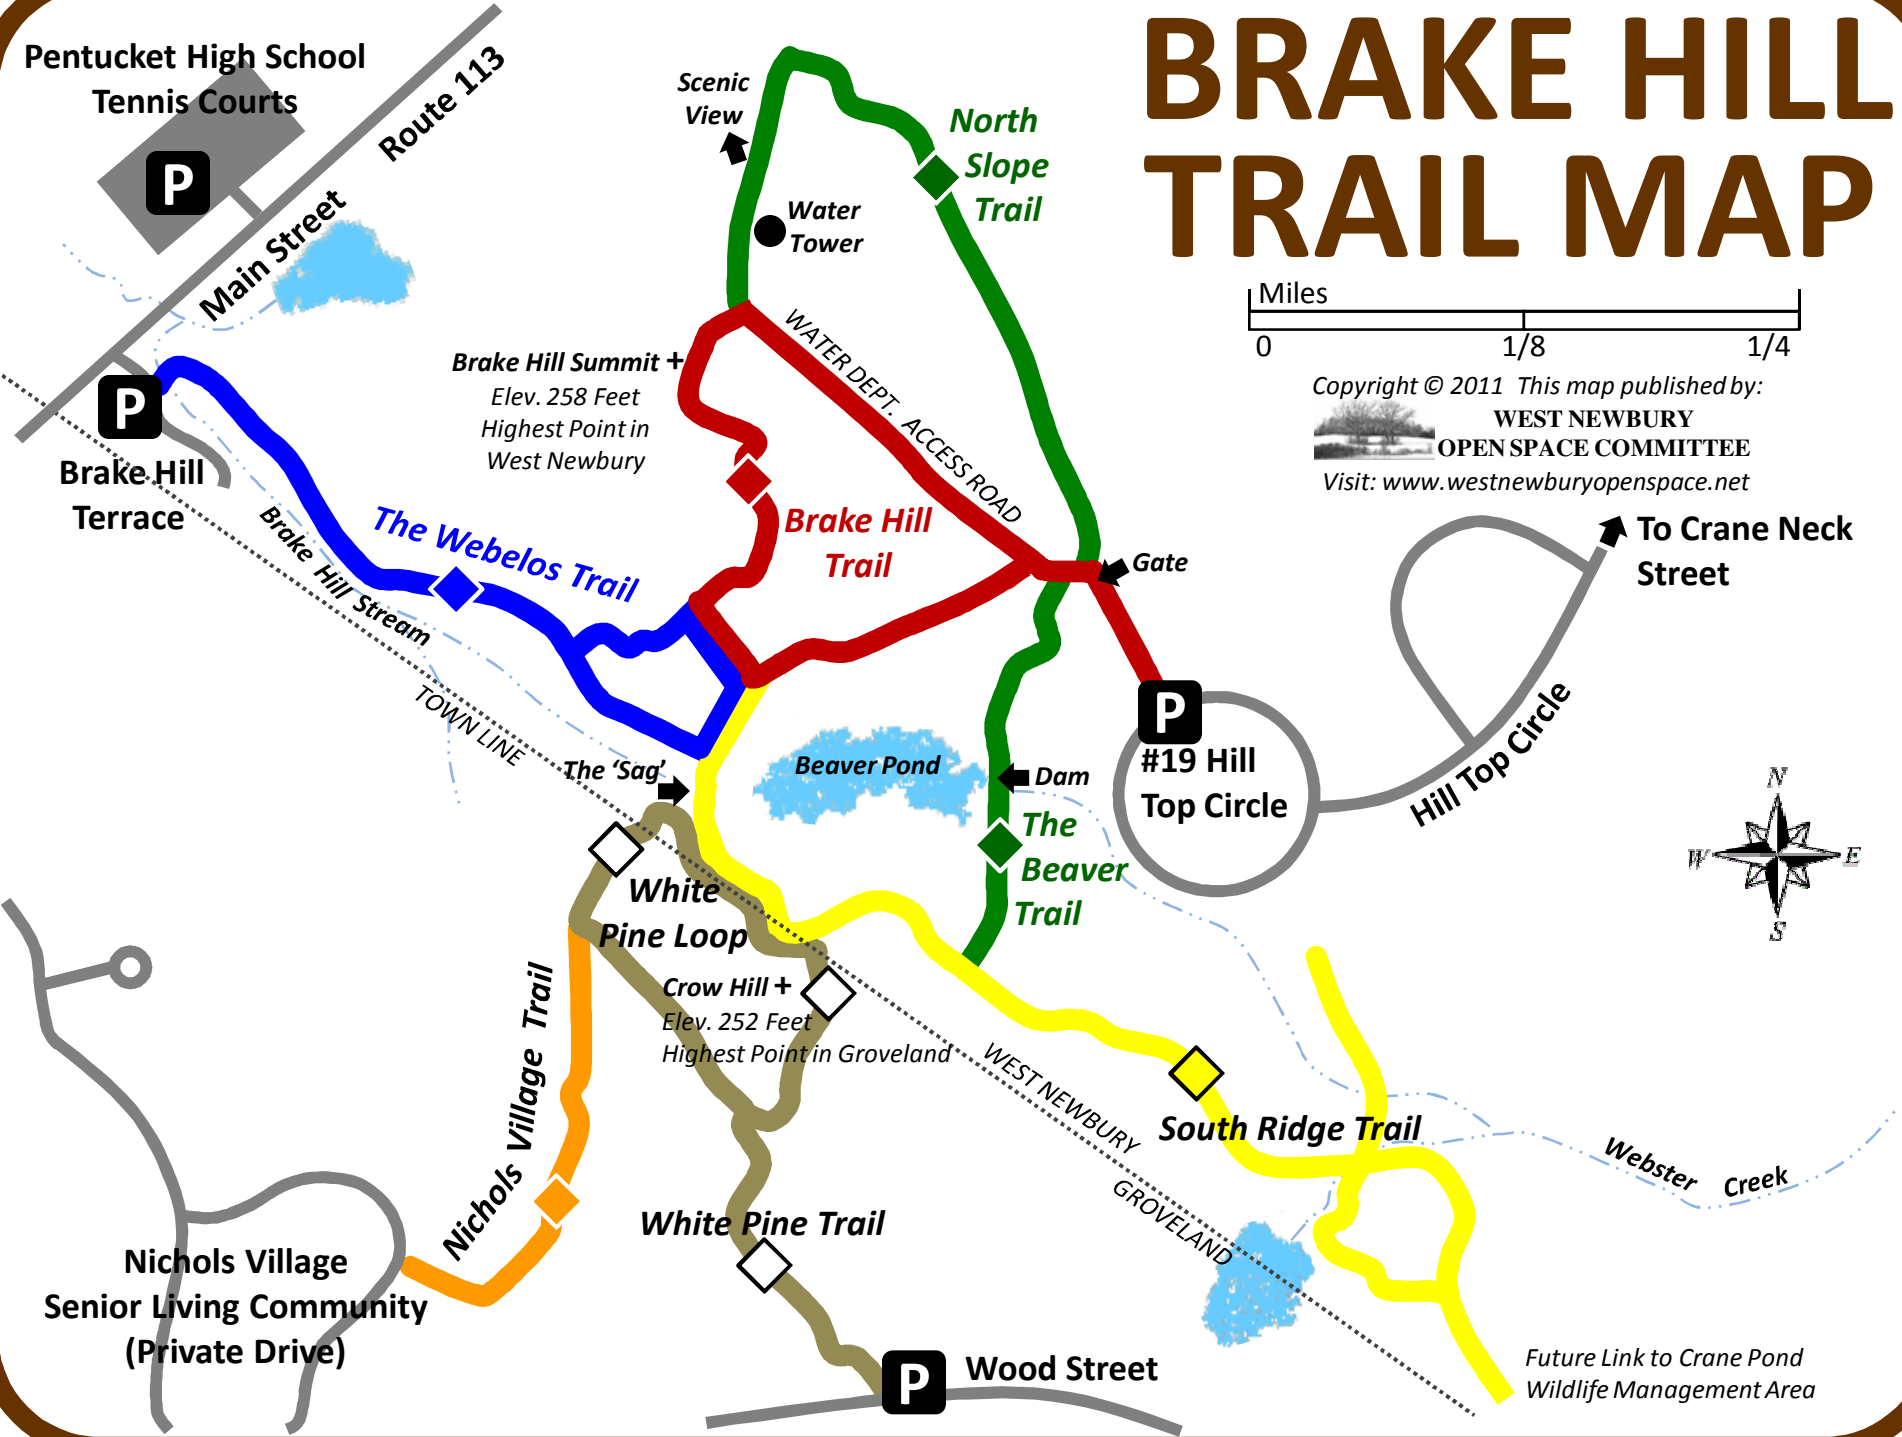 BRAKE HILL
TRAIL MAP
Pentucket High School
Tennis Courts
P
Route 113
Main Street
Scenic
View
North
Slope
Trail
Water
Tower
Miles
0 1/8 1/4
Copyright © 2011 This map published by:
WEST NEWBURY
OPEN SPACE COMMITTEE
Visit: www.westnewburyopenspace.net
WATER DEPT. ACCESS ROAD
Brake Hill Summit +
Elev. 258 Feet
Highest Point in
West Newbury
P
Brake Hill
Terrace
Brake Hill Stream
The Webelos Trail
Brake Hill
Trail
Gate
To Crane Neck
Street
TOWN LINE
P
#19 Hill
Top Circle
Hill Top Circle
The ‘Sag’
Beaver Pond
Dam
The
Beaver
Trail
N
W E
S
White
Pine Loop
Crow Hill +
Elev. 252 Feet
Highest Point in Groveland
Nichols Village Trail
WEST NEWBURY
GROVELAND
South Ridge Trail
Webster Creek
White Pine Trail
Nichols Village
Senior Living Community
(Private Drive)
P
Wood Street
Future Link to Crane Pond
Wildlife Management Area